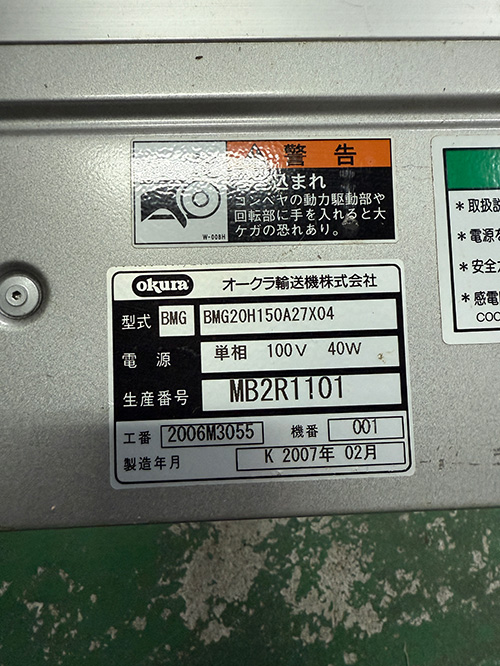 警告
込まれ
コンベヤの動力駆動部や
回転部に手を入れると大
ケガの恐れあり。
W-008H
*取扱説
*電源を
*安全カ
*感電
COO
okura オークラ輸送機株式会社
型式 BMG BMG20H150A27X04
電源 単相 100V 40W
生産番号 MB2R1101
工番 2006M3055 機番 001
製造年月 K 2007年 02月